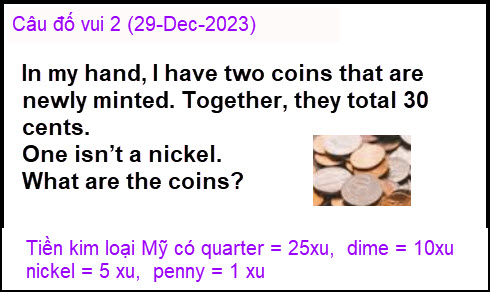 Câu đố vui 2 (29-Dec-2023)
In my hand, I have two coins that are
newly minted. Together, they total 30
cents.
One isn’t a nickel.
What are the coins?
Tiền kim loại Mỹ có quarter = 25xu, dime = 10xu
nickel = 5 xu, penny = 1 xu